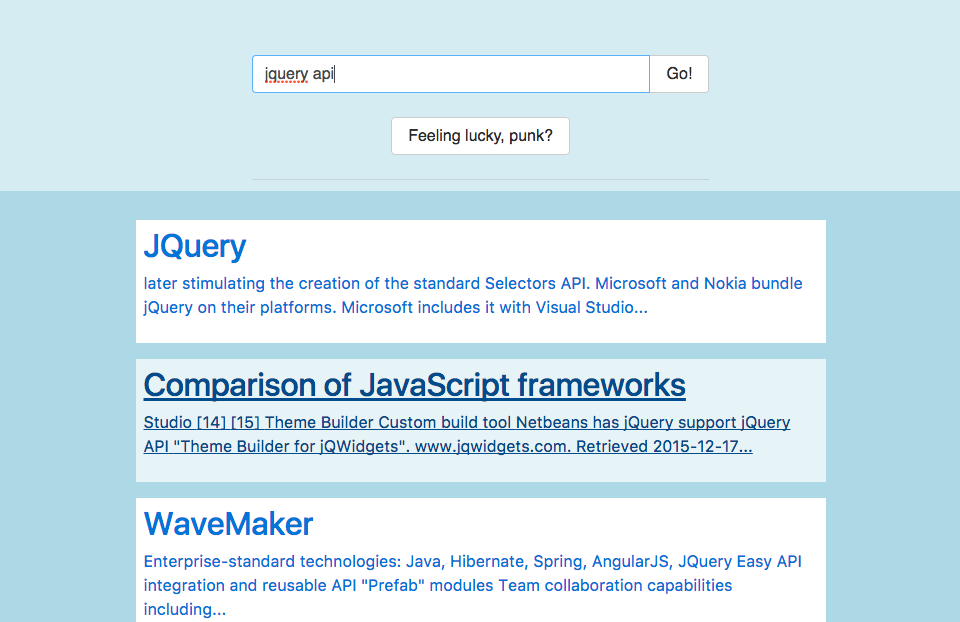 jquery api
Go!
Feeling lucky, punk?
JQuery
later stimulating the creation of the standard Selectors API. Microsoft and Nokia bundle
jQuery on their platforms. Microsoft includes it with Visual Studio...
Comparison of JavaScript frameworks
Studio [14] [15] Theme Builder Custom build tool Netbeans has jQuery support jQuery
API "Theme Builder for jQWidgets". www.jqwidgets.com. Retrieved 2015-12-17...
WaveMaker
Enterprise-standard technologies: Java, Hibernate, Spring, AngularJS, JQuery Easy API
integration and reusable API "Prefab" modules Team collaboration capabilities
including...